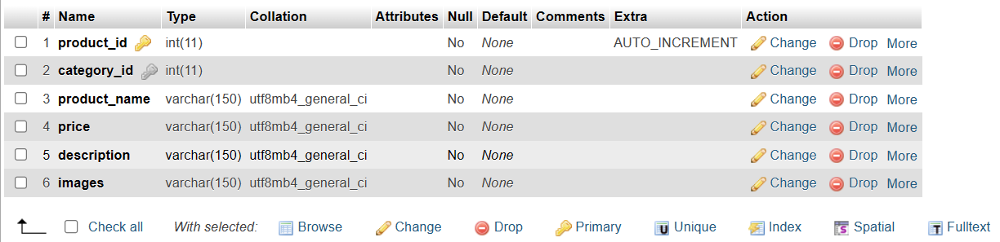 # Name Type Collation Attributes Null Default Comments Extra Action
1 product_id int(11) No None AUTO_INCREMENT Change Drop More
2 category_id int(11) No None Change Drop More
3 product_name varchar(150) utf8mb4_general_ci No None Change Drop More
4 price varchar(150) utf8mb4_general_ci No None Change Drop More
5 description varchar(150) utf8mb4_general_ci No None Change Drop More
6 images varchar(150) utf8mb4_general_ci No None Change Drop More
Check all With selected: Browse Change Drop Primary U Unique Index S Spatial T Fulltext